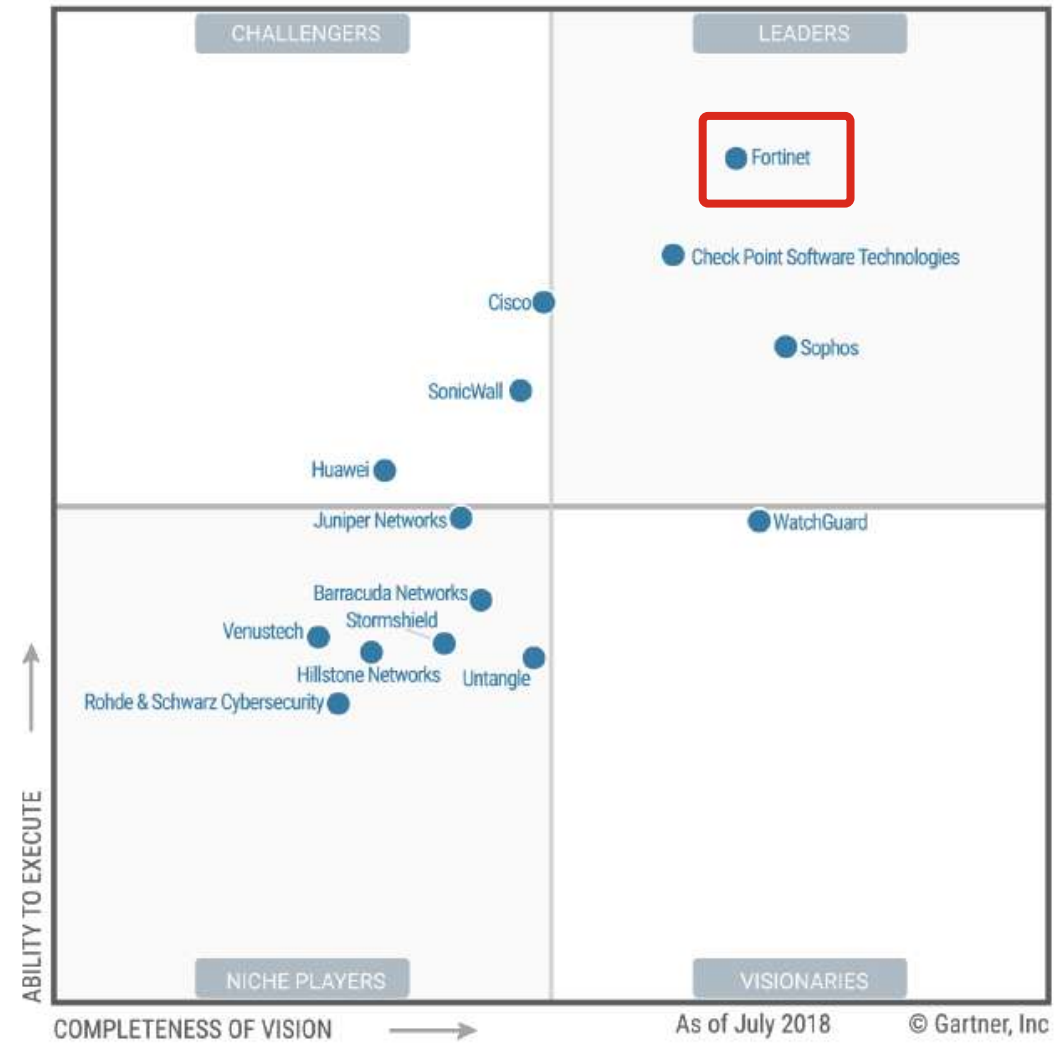 CHALLENGERS
LEADERS
Fortinet
Check Point Software Technologies
Cisco
Sophos
SonicWall
Huawei
Juniper Networks
WatchGuard
Barracuda Networks
Stormshield
Venustech
Hillstone Networks
Untangle
Rohde & Schwarz Cybersecurity
ABILITY TO EXECUTE
NICHE PLAYERS
VISIONARIES
COMPLETENESS OF VISION
As of July 2018
© Gartner, Inc